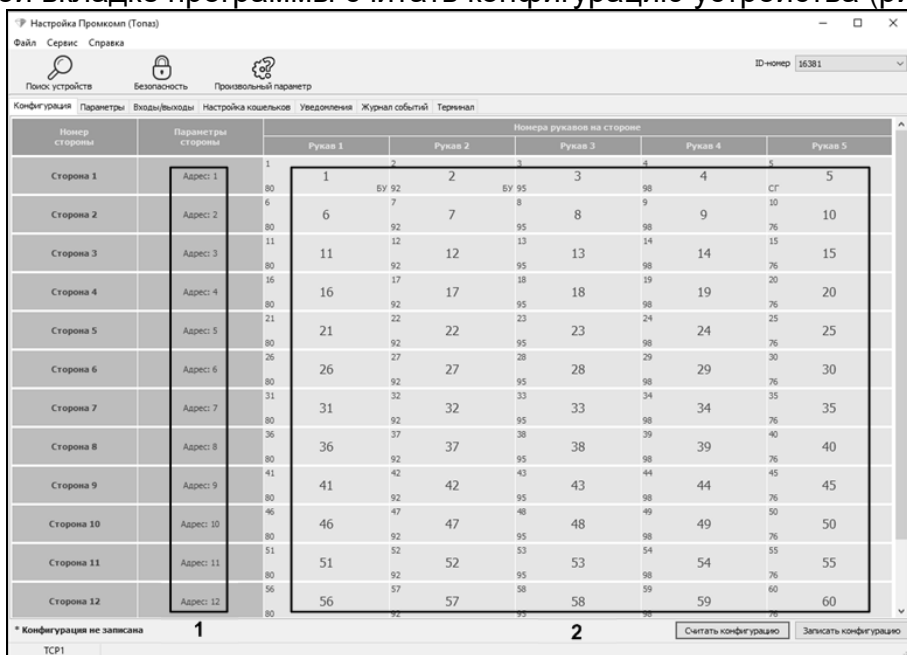 й вкладке программы считать конфигурацию устройства (ри
Настройка Промкомп (Топаз)
Файл Сервис Справка
Поиск устройств Безопасность Произвольный параметр ID-номер 16381
Конфигурация Параметры Входы/выходы Настройка кошельков Уведомления Журнал событий Терминал
Номер стороны Параметры стороны Номера рукавов на стороне
Рукав 1 Рукав 2 Рукав 3 Рукав 4 Рукав 5
1 2 3 4 5
Сторона 1 Адрес: 1 1 2 3 4 5
80 БУ 92 БУ 95 98 СГ
6 7 8 9 10
Сторона 2 Адрес: 2 6 7 8 9 10
80 92 95 98 76
11 12 13 14 15
Сторона 3 Адрес: 3 11 12 13 14 15
80 92 95 98 76
16 17 18 19 20
Сторона 4 Адрес: 4 16 17 18 19 20
80 92 95 98 76
21 22 23 24 25
Сторона 5 Адрес: 5 21 22 23 24 25
80 92 95 98 76
26 27 28 29 30
Сторона 6 Адрес: 6 26 27 28 29 30
80 92 95 98 76
31 32 33 34 35
Сторона 7 Адрес: 7 31 32 33 34 35
80 92 95 98 76
36 37 38 39 40
Сторона 8 Адрес: 8 36 37 38 39 40
80 92 95 98 76
41 42 43 44 45
Сторона 9 Адрес: 9 41 42 43 44 45
80 92 95 98 76
46 47 48 49 50
Сторона 10 Адрес: 10 46 47 48 49 50
80 92 95 98 76
51 52 53 54 55
Сторона 11 Адрес: 11 51 52 53 54 55
80 92 95 98 76
56 57 58 59 60
Сторона 12 Адрес: 12 56 57 58 59 60
80 92 95 98 76
* Конфигурация не записана 1 2 Считать конфигурацию Записать конфигурацию
TCP1